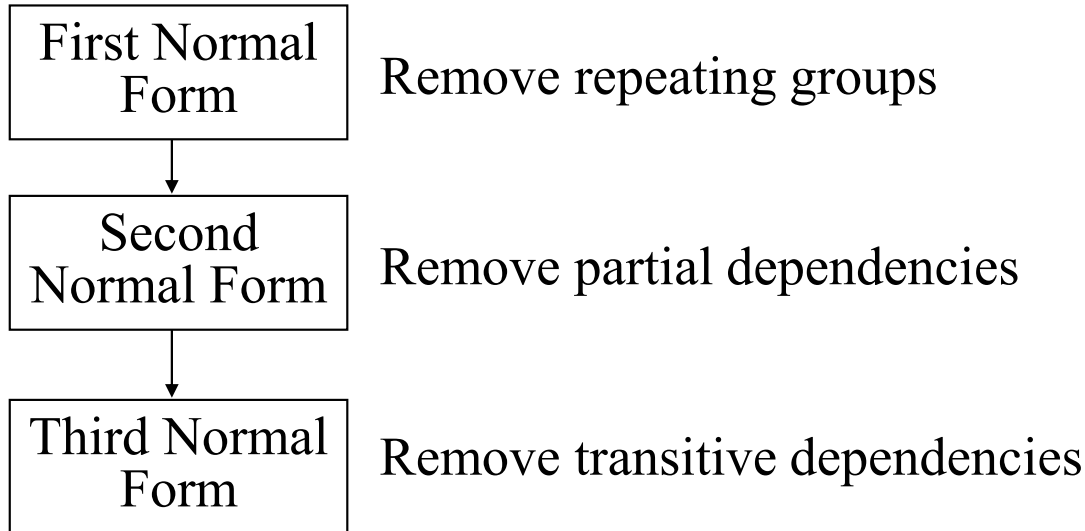 First Normal
Form
Remove repeating groups
Second
Normal Form
Remove partial dependencies
Third Normal
Form
Remove transitive dependencies